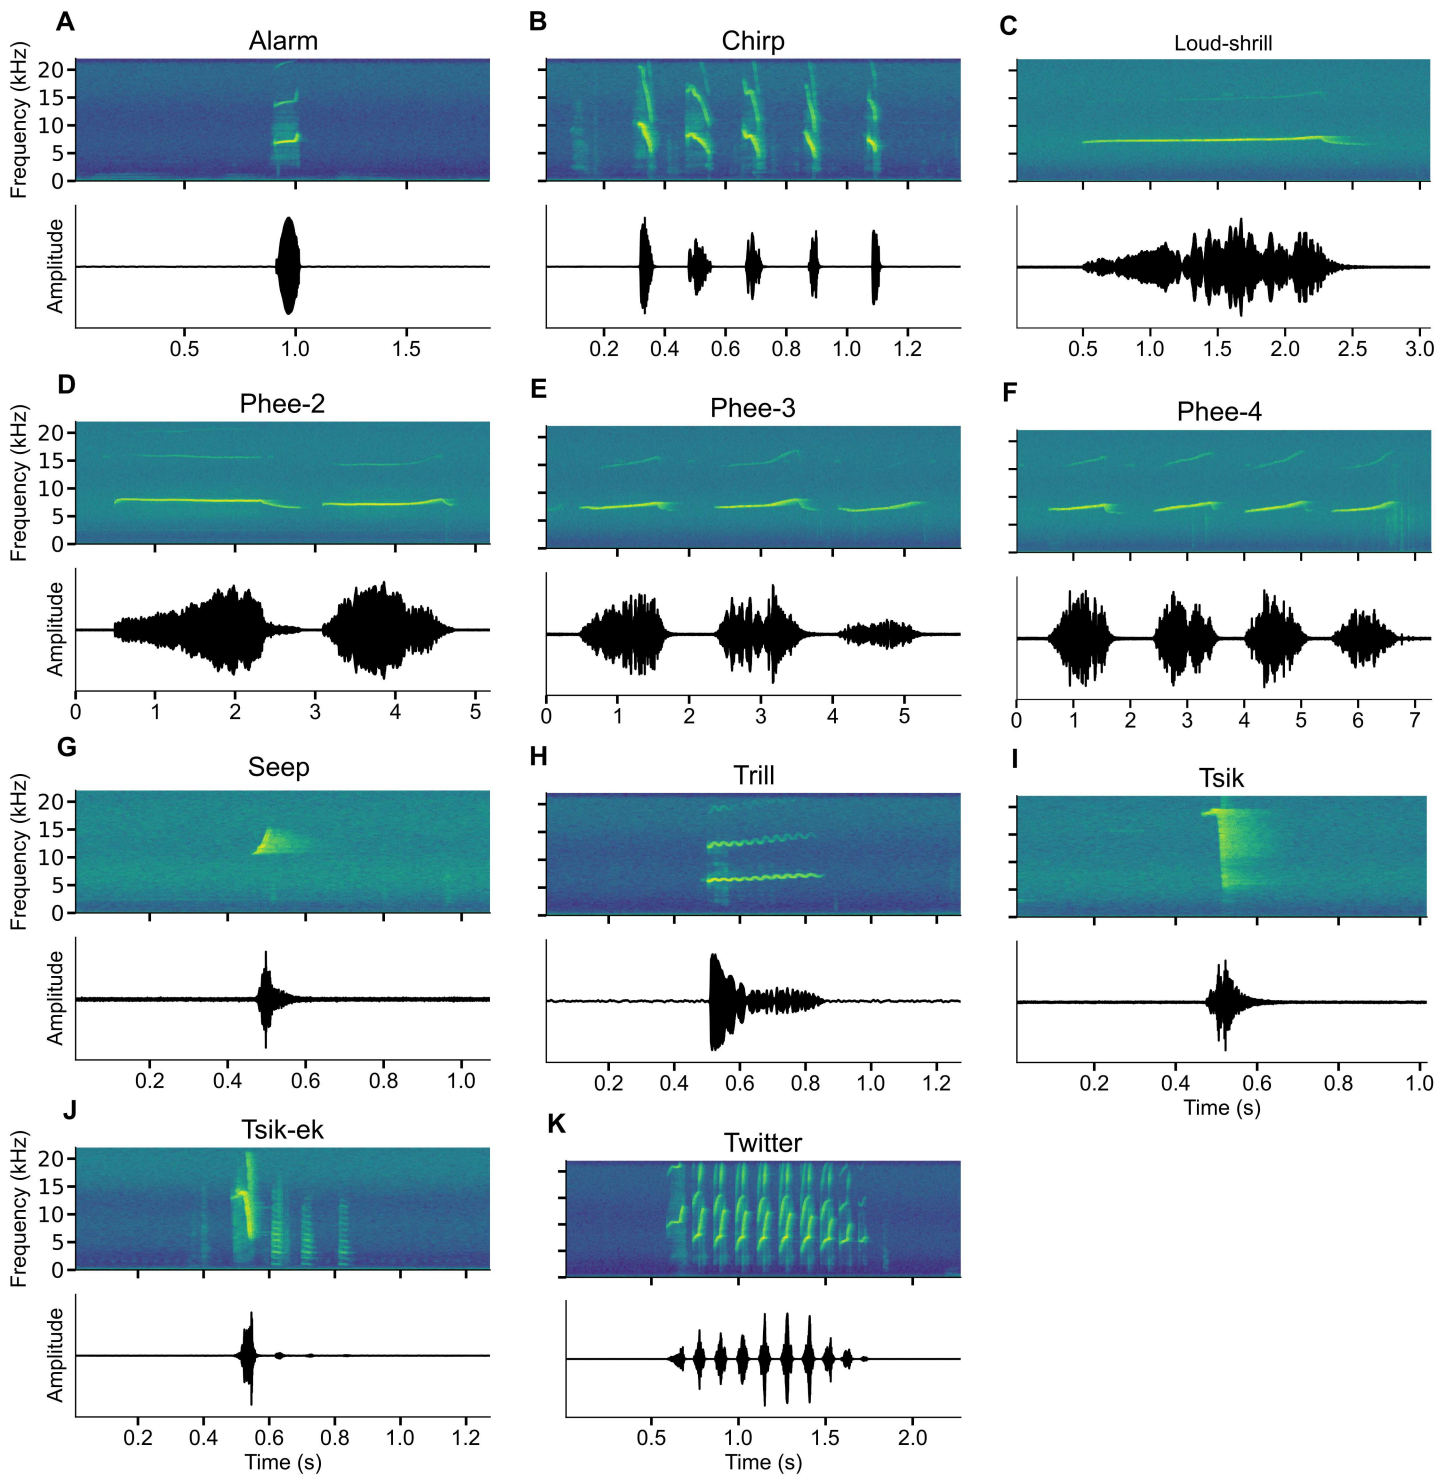 A
Alarm
B
Chirp
C
Loud-shrill
Frequency (kHz)
20
15
10
5
0
Amplitude
0.5 1.0 1.5
0.2 0.4 0.6 0.8 1.0 1.2
0.5 1.0 1.5 2.0 2.5 3.0
D
Phee-2
E
Phee-3
F
Phee-4
Frequency (kHz)
20
15
10
5
0
Amplitude
0 1 2 3 4 5
0 1 2 3 4 5
0 1 2 3 4 5 6 7
G
Seep
H
Trill
I
Tsik
Frequency (kHz)
20
15
10
5
0
Amplitude
0.2 0.4 0.6 0.8 1.0
0.2 0.4 0.6 0.8 1.0 1.2
0.2 0.4 0.6 0.8 1.0
Time (s)
J
Tsik-ek
K
Twitter
Frequency (kHz)
20
15
10
5
0
Amplitude
0.2 0.4 0.6 0.8 1.0 1.2
Time (s)
0.5 1.0 1.5 2.0
Time (s)